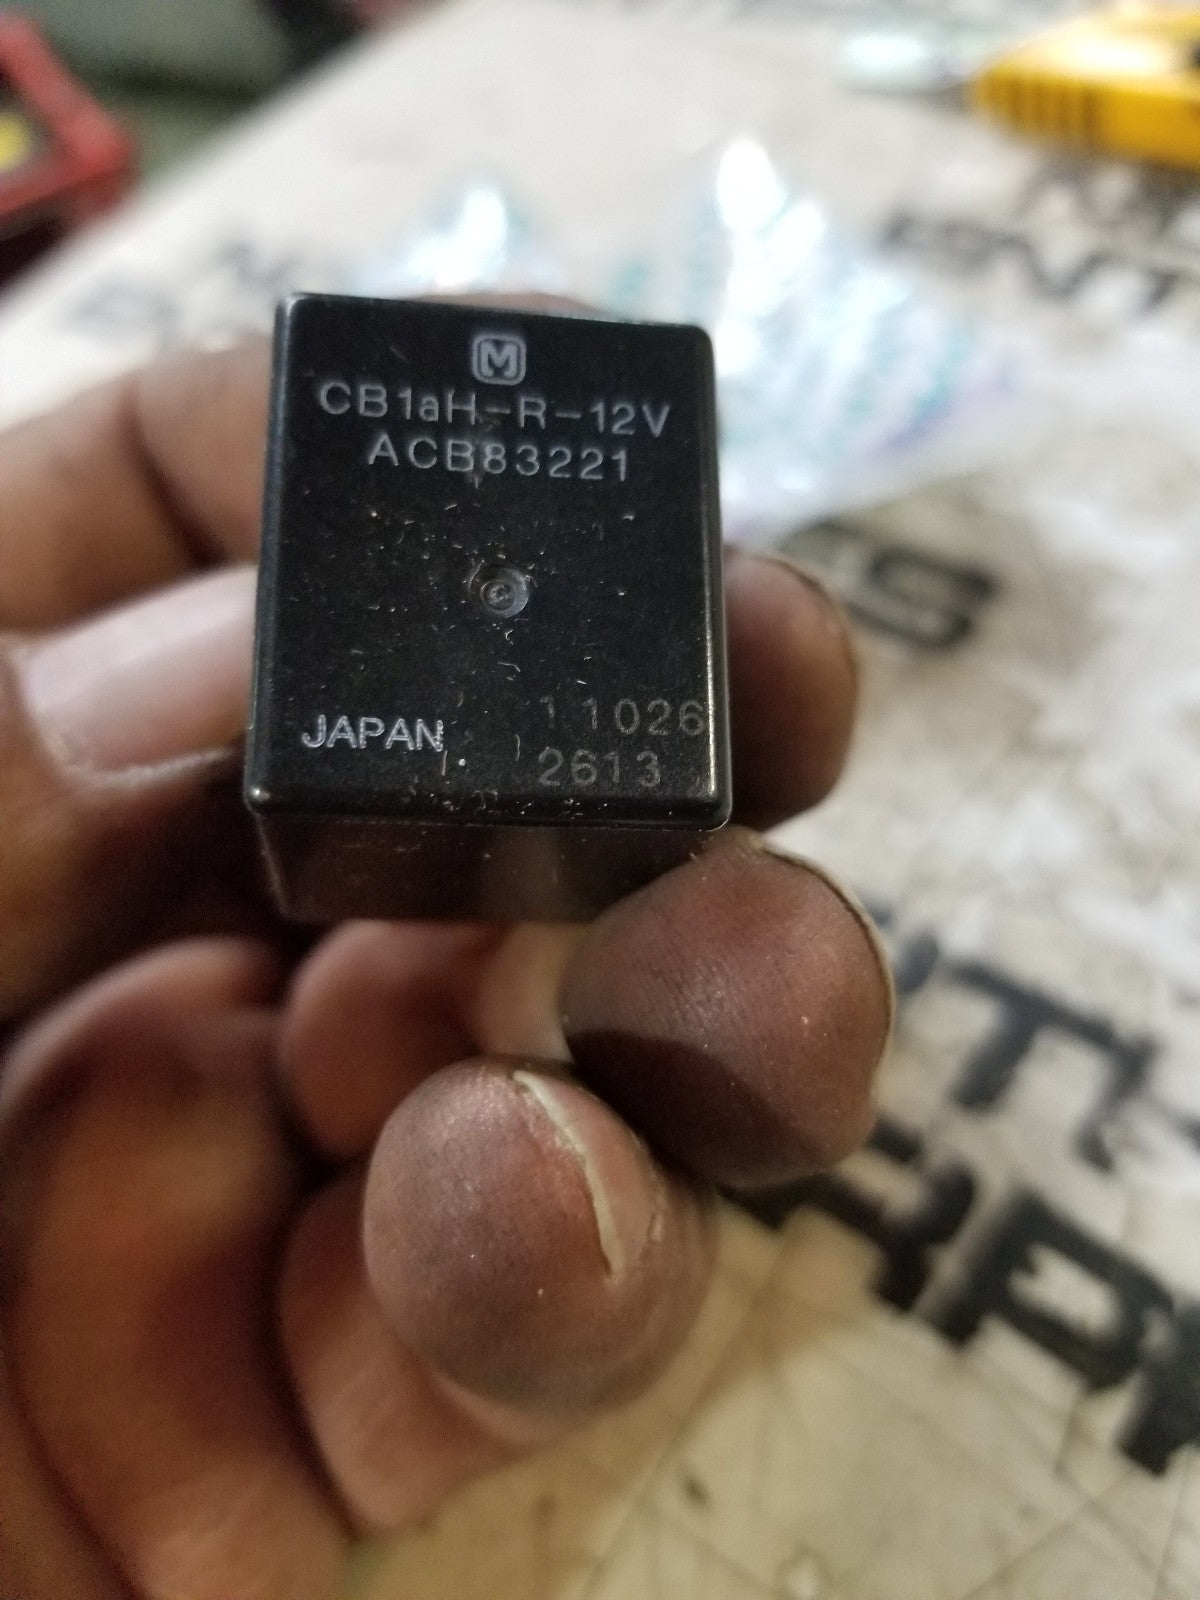 M
CB1aH-R-12V
ACB83221
JAPAN
11026
2613